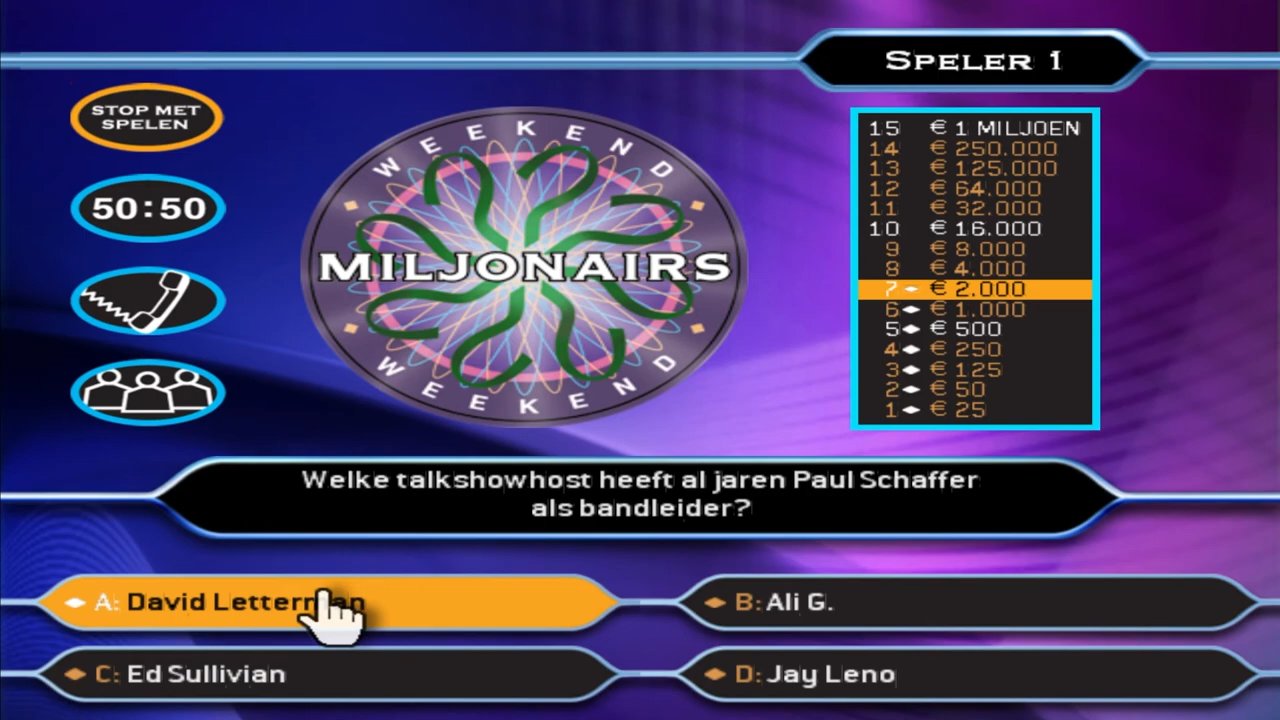 SPELER 1
STOP MET
SPELEN
50:50
WEEKEND
MILJONAIRS
WEEKEND
15 € 1 MILJOEN
14 € 250.000
13 € 125.000
12 € 64.000
11 € 32.000
10 € 16.000
9 € 8.000
8 € 4.000
7 € 2.000
6 € 1.000
5 € 500
4 € 250
3 € 125
2 € 50
1 € 25
Welke talkshowhost heeft al jaren Paul Schaffer
als bandleider?
A: David Letterman
B: Ali G.
C: Ed Sullivian
D: Jay Leno